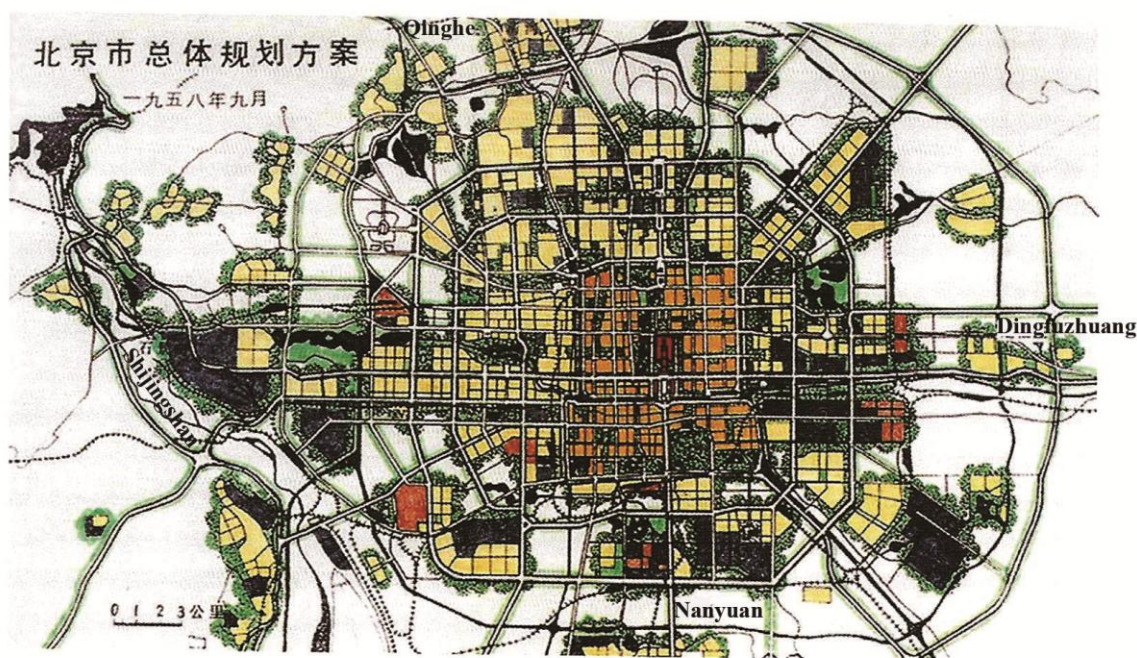 Qinghe
北京市总体规划方案
一九五八年九月
Dingfuzhuang
Shijingshan
Nanyuan
0 1 2 3公里